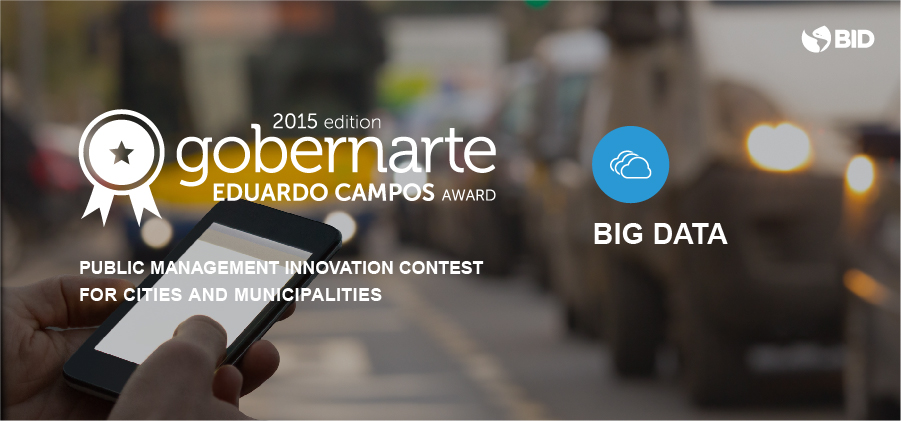 BID
2015 edition
gobernarte
EDUARDO CAMPOS AWARD
BIG DATA
PUBLIC MANAGEMENT INNOVATION CONTEST
FOR CITIES AND MUNICIPALITIES